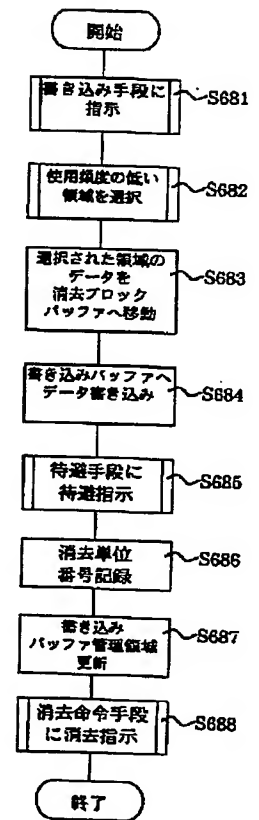 開始
書き込み手段に
指示
S681
使用頻度の低い
領域を選択
S682
選択された領域の
データを
消去ブロック
バッファへ移動
S683
書き込みバッファへ
データ書き込み
S684
待避手段に
待避指示
S685
消去単位
番号記録
S686
書き込み
バッファ管理領域
更新
S687
消去命令手段
に消去指示
S688
終了